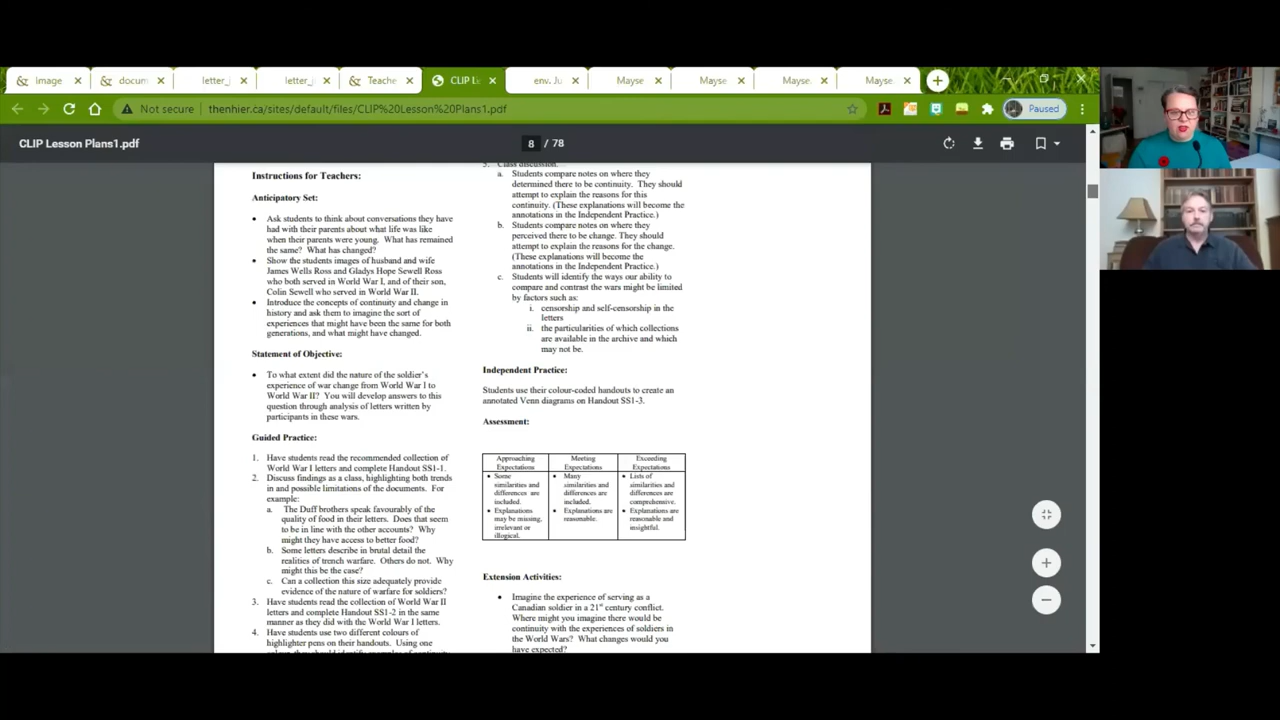 Image
docum
letter_j
letter_j
Teache
CLIP L
env. Ju
Mayse
Mayse
Mayse.
Mayse.
Not secure
thenhier.ca/sites/default/files/CLIP%20Lesson%20Plans1.pdf
Paused
CLIP Lesson Plans1.pdf
8 / 78
Instructions for Teachers:
Anticipatory Set:
• Ask students to think about conversations they have
had with their parents about what life was like
when their parents were young. What has remained
the same? What has changed?
• Show the students images of husband and wife
James Wells Ross and Gladys Hope Sewell Ross
who both served in World War I, and of their son,
Colin Sewell who served in World War II.
• Introduce the concepts of continuity and change in
history and ask them to imagine the sort of
experiences that might have been the same for both
generations, and what might have changed.
Statement of Objective:
• To what extent did the nature of the soldier's
experience of war change from World War I to
World War II? You will develop answers to this
question through analysis of letters written by
participants in these wars.
Guided Practice:
1. Have students read the recommended collection of
World War I letters and complete Handout SS1-1.
2. Discuss findings as a class, highlighting both trends
in and possible limitations of the documents. For
example:
a. The Duff brothers speak favourably of the
quality of food in their letters. Does that seem
to be in line with the other accounts? Why
might they have access to better food?
b. Some letters describe in brutal detail the
realities of trench warfare. Others do not. Why
might this be the case?
c. Can a collection this size adequately provide
evidence of the nature of warfare for soldiers?
3. Have students read the collection of World War II
letters and complete Handout SS1-2 in the same
manner as they did with the World War I letters.
4. Have students use two different colours of
highlighter pens on their handouts. Using one
5. Class discussion.
a. Students compare notes on where they
determined there to be continuity. They should
attempt to explain the reasons for this
continuity. (These explanations will become the
annotations in the Independent Practice.)
b. Students compare notes on where they
perceived there to be change. They should
attempt to explain the reasons for the change.
(These explanations will become the
annotations in the Independent Practice.)
c. Students will identify the ways our ability to
compare and contrast the wars might be limited
by factors such as:
i. censorship and self-censorship in the
letters
ii. the particularities of which collections
are available in the archive and which
may not be.
Independent Practice:
Students use their colour-coded handouts to create an
annotated Venn diagrams on Handout SS1-3.
Assessment:
Approaching
Expectations
Meeting
Expectations
Exceeding
Expectations
• Some
similarities and
differences are
included.
• Explanations
may be missing,
irrelevant or
illogical.
• Many
similarities and
differences are
included.
• Explanations are
reasonable.
• Lists of
similarities and
differences are
comprehensive.
• Explanations are
reasonable and
insightful.
Extension Activities:
• Imagine the experience of serving as a
Canadian soldier in a 21st century conflict.
Where might you imagine there would be
continuity with the experiences of soldiers in
the World Wars? What changes would you
have expected?